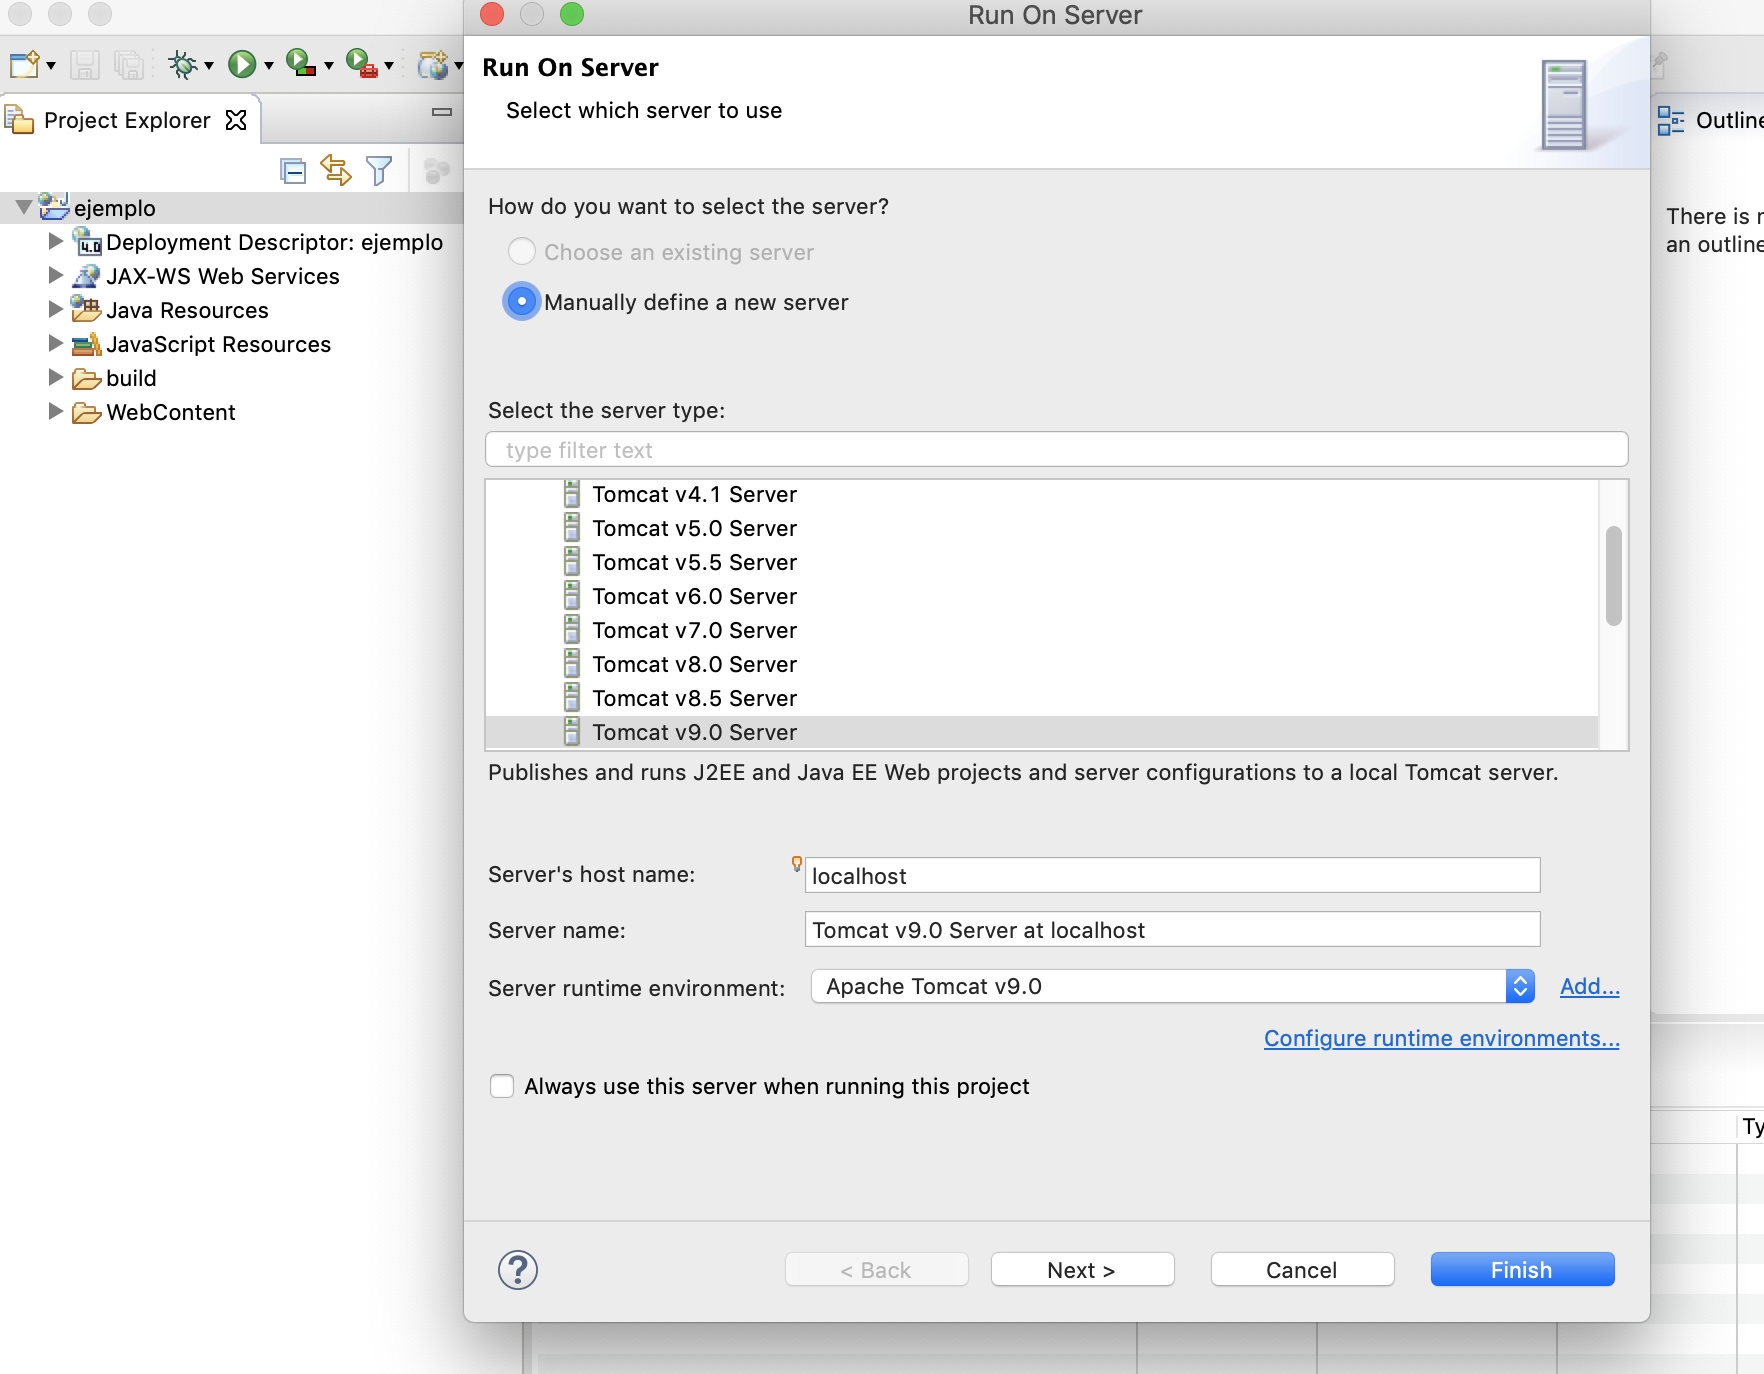 Run On Server
Run On Server
Select which server to use
Project Explorer
Outline
ejemplo
4.0 Deployment Descriptor: ejemplo
JAX-WS Web Services
Java Resources
JavaScript Resources
build
WebContent
How do you want to select the server?
Choose an existing server
Manually define a new server
Select the server type:
type filter text
Tomcat v4.1 Server
Tomcat v5.0 Server
Tomcat v5.5 Server
Tomcat v6.0 Server
Tomcat v7.0 Server
Tomcat v8.0 Server
Tomcat v8.5 Server
Tomcat v9.0 Server
Publishes and runs J2EE and Java EE Web projects and server configurations to a local Tomcat server.
Server's host name:
localhost
Server name:
Tomcat v9.0 Server at localhost
Server runtime environment:
Apache Tomcat v9.0
Add...
Configure runtime environments...
Always use this server when running this project
?
< Back
Next >
Cancel
Finish
There is
an outline
Ty